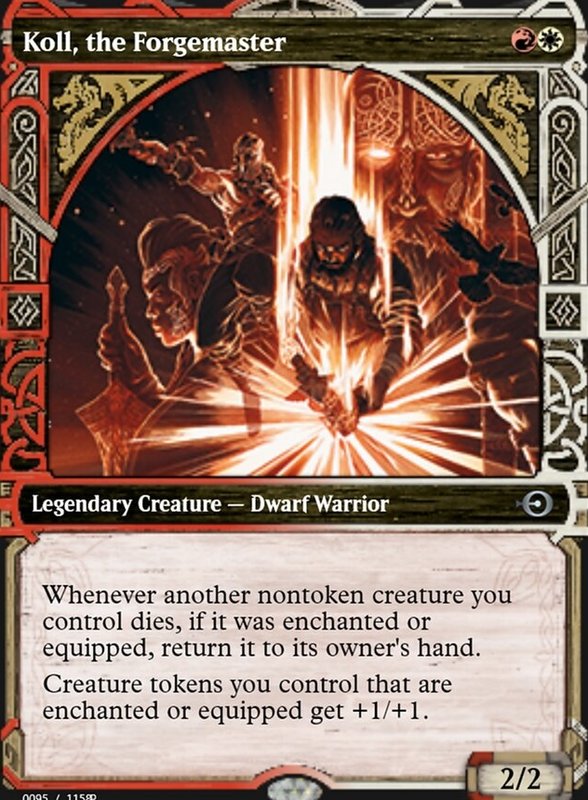 Koll, the Forgemaster
Legendary Creature — Dwarf Warrior
Whenever another nontoken creature you
control dies, if it was enchanted or
equipped, return it to its owner's hand.
Creature tokens you control that are
enchanted or equipped get +1/+1.
2/2
0095 / 1158P